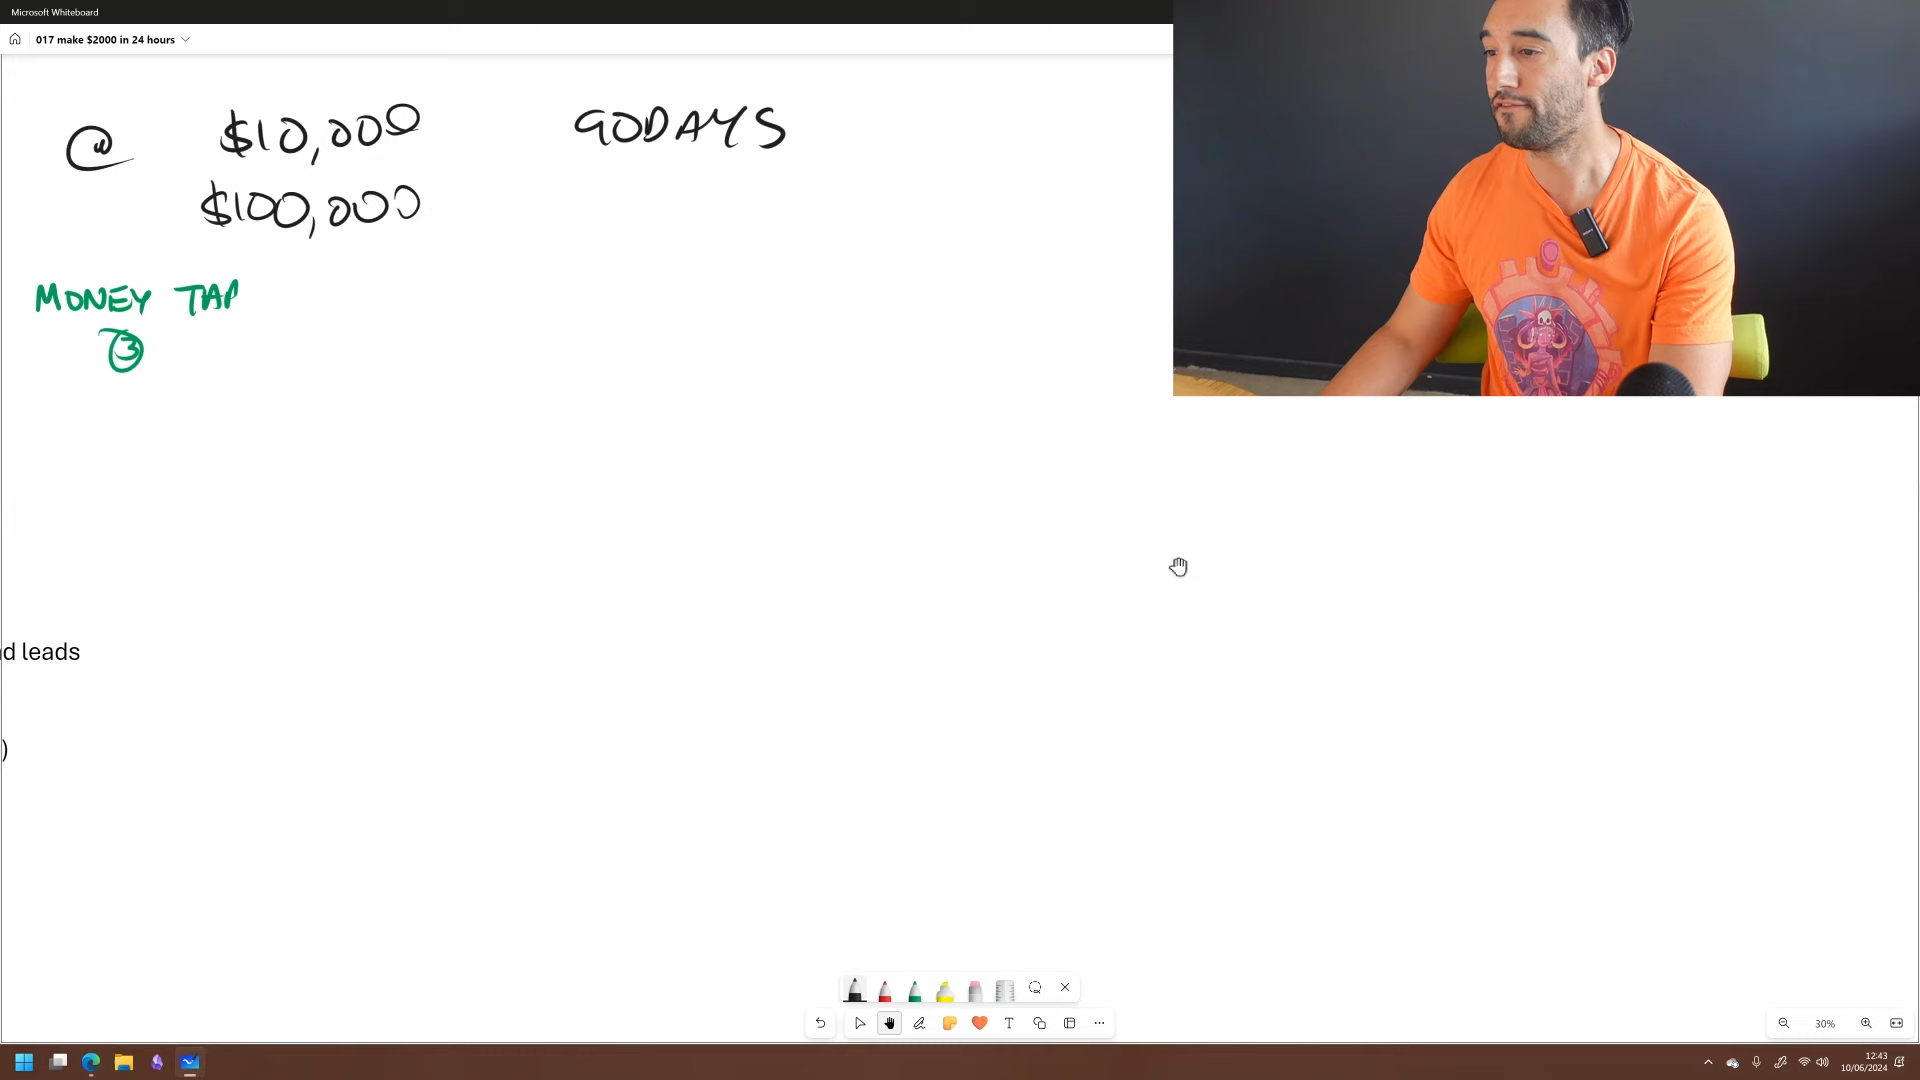 Microsoft Whiteboard
017 make $2000 in 24 hours
@ $10,000 90DAYS
$100,000
MONEY TAP
d leads
)
T
30%
12:43
10/06/2024